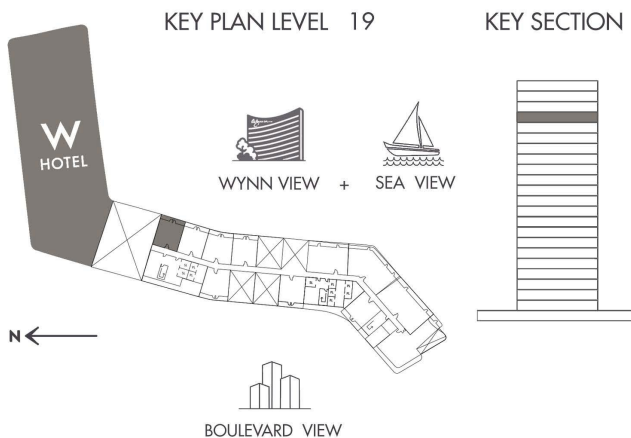 KEY PLAN LEVEL 19
KEY SECTION
W
HOTEL
WYNN VIEW + SEA VIEW
N
BOULEVARD VIEW